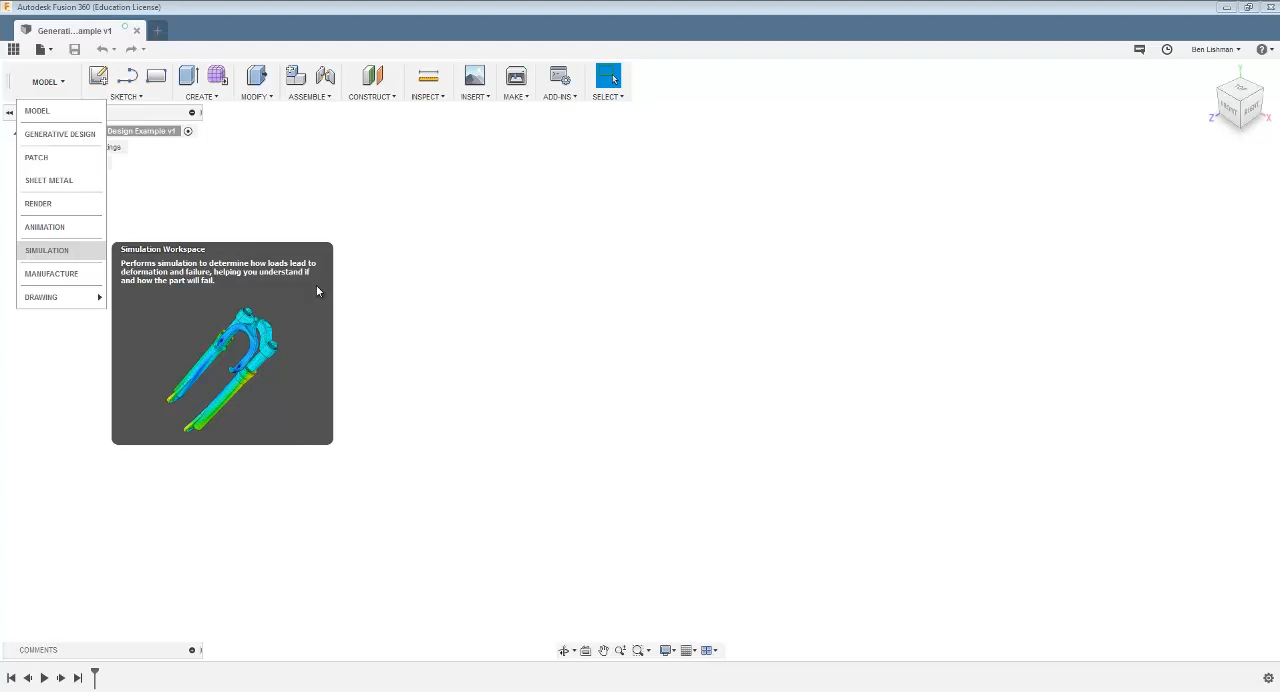 Autodesk Fusion 360 (Education License)
Generati...ample v1
Ben Lishman
MODEL
SKETCH
CREATE
MODIFY
ASSEMBLE
CONSTRUCT
INSPECT
INSERT
MAKE
ADD-INS
SELECT
MODEL
GENERATIVE DESIGN
PATCH
SHEET METAL
RENDER
ANIMATION
SIMULATION
MANUFACTURE
DRAWING
Design Example v1
ings
Simulation Workspace
Performs simulation to determine how loads lead to
deformation and failure, helping you understand if
and how the part will fail.
Y
FRONT
RIGHT
Z
X
COMMENTS